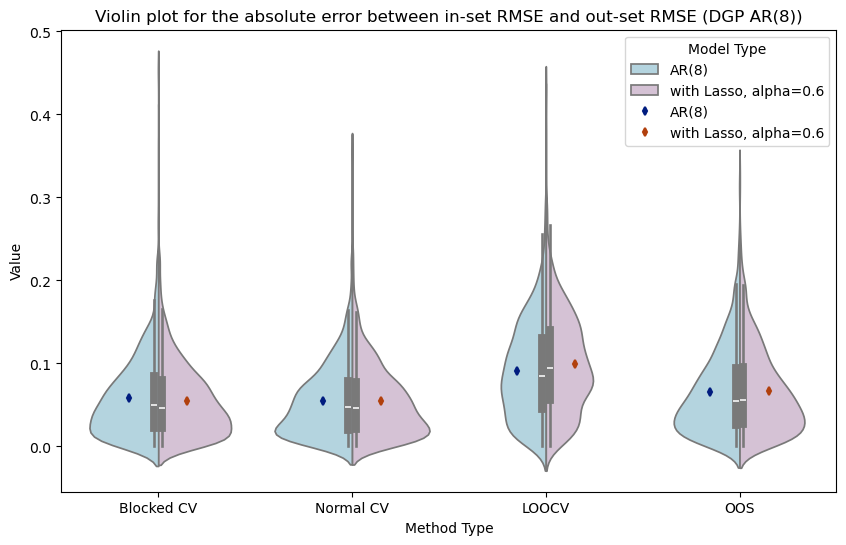 Violin plot for the absolute error between in-set RMSE and out-set RMSE (DGP AR(8))
0.5
0.4
0.3
0.2
0.1
0.0
Value
Model Type
AR(8)
with Lasso, alpha=0.6
AR(8)
with Lasso, alpha=0.6
Blocked CV
Normal CV
LOOCV
OOS
Method Type